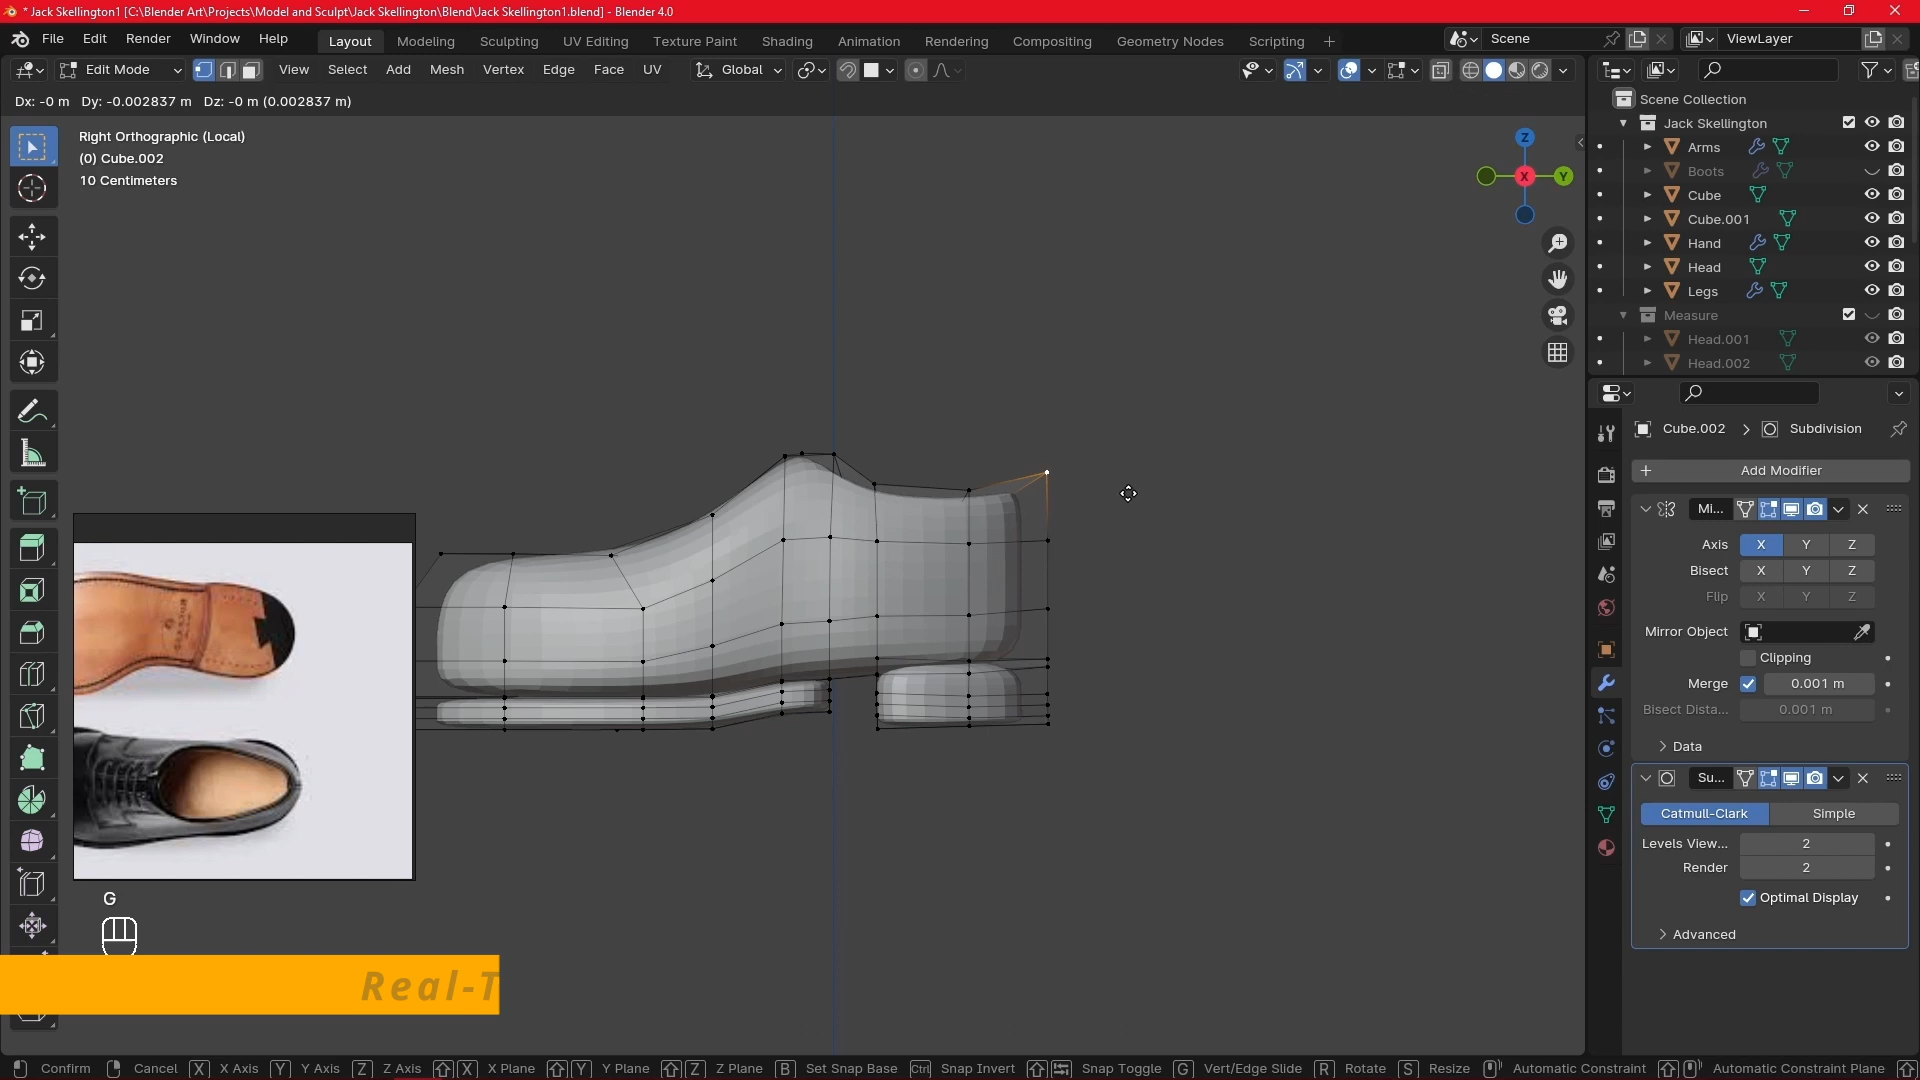 * Jack Skellington1 [C:\Blender Art\Projects\Model and Sculpt\Jack Skellington\Blend\Jack Skellington1.blend] - Blender 4.0
File Edit Render Window Help Layout Modeling Sculpting UV Editing Texture Paint Shading Animation Rendering Compositing Geometry Nodes Scripting + Scene ViewLayer
Edit Mode View Select Add Mesh Vertex Edge Face UV Global
Dx: -0 m Dy: -0.002837 m Dz: -0 m (0.002837 m)
Right Orthographic (Local)
(0) Cube.002
10 Centimeters
Z
X
Y
Scene Collection
Jack Skellington
Arms
Boots
Cube
Cube.001
Hand
Head
Legs
Measure
Head.001
Head.002
Cube.002 > Subdivision
+ Add Modifier
Mi...
Axis X Y Z
Bisect X Y Z
Flip X Y Z
Mirror Object
Clipping
Merge 0.001 m
Bisect Dista... 0.001 m
> Data
Su...
Catmull-Clark Simple
Levels View... 2
Render 2
Optimal Display
> Advanced
G
Real-T
Confirm Cancel X X Axis Y Y Axis Z Z Axis X X Plane Y Y Plane Z Z Plane B Set Snap Base Ctrl Snap Invert Snap Toggle G Vert/Edge Slide R Rotate S Resize Automatic Constraint Automatic Constraint Plane